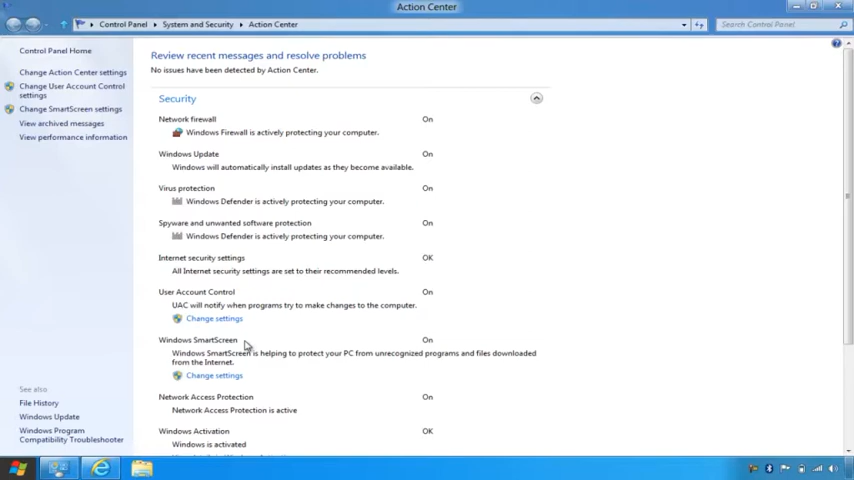 Action Center
Control Panel ▸ System and Security ▸ Action Center
Search Control Panel
Control Panel Home
Change Action Center settings
Change User Account Control
settings
Change SmartScreen settings
View archived messages
View performance information
See also
File History
Windows Update
Windows Program
Compatibility Troubleshooter
Review recent messages and resolve problems
No issues have been detected by Action Center.
Security
Network firewall On
Windows Firewall is actively protecting your computer.
Windows Update On
Windows will automatically install updates as they become available.
Virus protection On
Windows Defender is actively protecting your computer.
Spyware and unwanted software protection On
Windows Defender is actively protecting your computer.
Internet security settings OK
All Internet security settings are set to their recommended levels.
User Account Control On
UAC will notify when programs try to make changes to the computer.
Change settings
Windows SmartScreen On
Windows SmartScreen is helping to protect your PC from unrecognized programs and files downloaded
from the Internet.
Change settings
Network Access Protection On
Network Access Protection is active
Windows Activation OK
Windows is activated